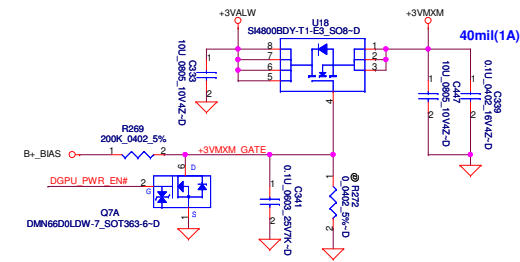 +3VALW
+3VMXM
U18
SI4800BDY-T1-E3_SO8~D
40mil(1A)
8
7
6
5
1
2
3
4
1
2
C333
10U_0805_10V4Z~D
1
2
C447
10U_0805_10V4Z~D
1
2
C339
0.1U_0402_16V4Z~D
R269
200K_0402_5%
B+_BIAS
1
2
+3VMXM_GATE
DGPU_PWR_EN#
2
G
6
D
1
S
Q7A
DMN66D0LDW-7_SOT363-6~D
1
2
C341
0.1U_0603_25V7K~D
1
2
@ R272
0_0402_5%~D